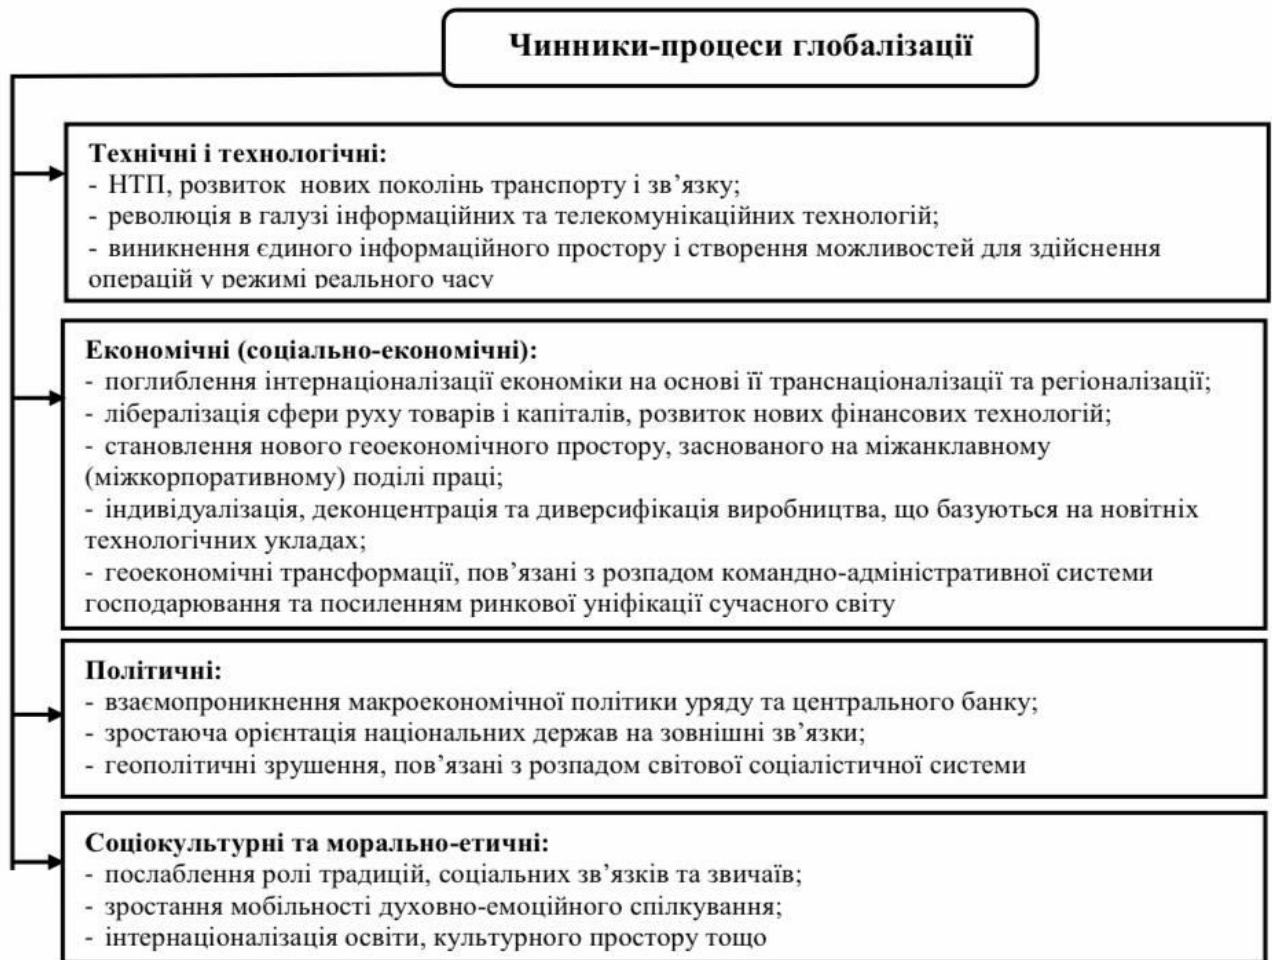 Чинники-процеси глобалізації
Технічні і технологічні:
- НТП, розвиток нових поколінь транспорту і зв’язку;
- революція в галузі інформаційних та телекомунікаційних технологій;
- виникнення єдиного інформаційного простору і створення можливостей для здійснення
операцій у режимі реального часу
Економічні (соціально-економічні):
- поглиблення інтернаціоналізації економіки на основі її транснаціоналізації та регіоналізації;
- лібералізація сфери руху товарів і капіталів, розвиток нових фінансових технологій;
- становлення нового геоекономічного простору, заснованого на міжанклавному
(міжкорпоративному) поділі праці;
- індивідуалізація, деконцентрація та диверсифікація виробництва, що базуються на новітніх
технологічних укладах;
- геоекономічні трансформації, пов’язані з розпадом командно-адміністративної системи
господарювання та посиленням ринкової уніфікації сучасного світу
Політичні:
- взаємопроникнення макроекономічної політики уряду та центрального банку;
- зростаюча орієнтація національних держав на зовнішні зв’язки;
- геополітичні зрушення, пов’язані з розпадом світової соціалістичної системи
Соціокультурні та морально-етичні:
- послаблення ролі традицій, соціальних зв’язків та звичаїв;
- зростання мобільності духовно-емоційного спілкування;
- інтернаціоналізація освіти, культурного простору тощо